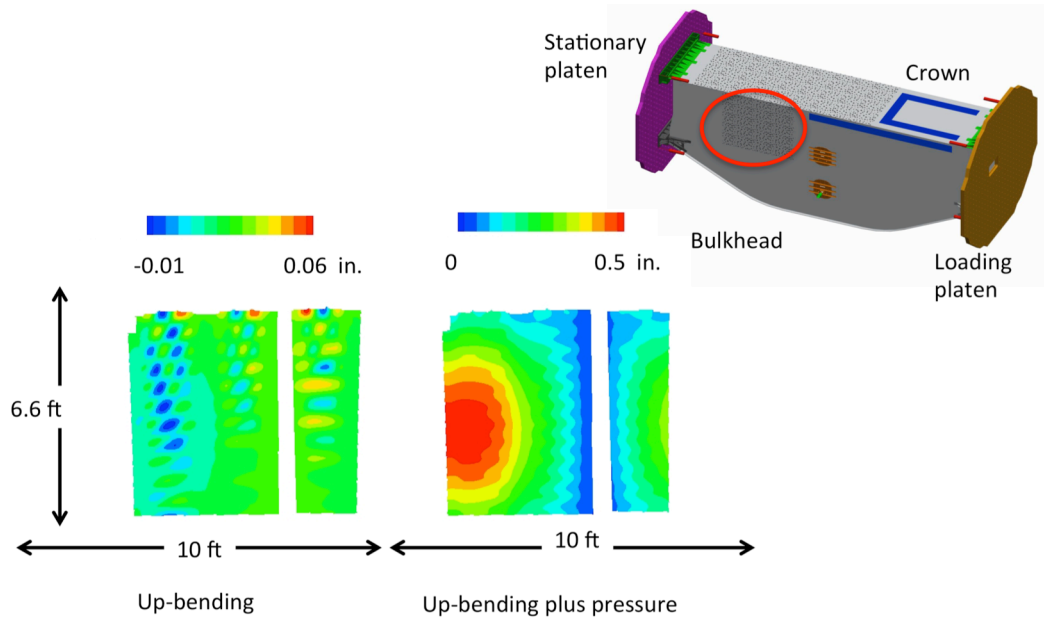 Stationary
platen
Crown
Bulkhead
Loading
platen
-0.01
0.06 in.
0
0.5 in.
6.6 ft
10 ft
10 ft
Up-bending
Up-bending plus pressure